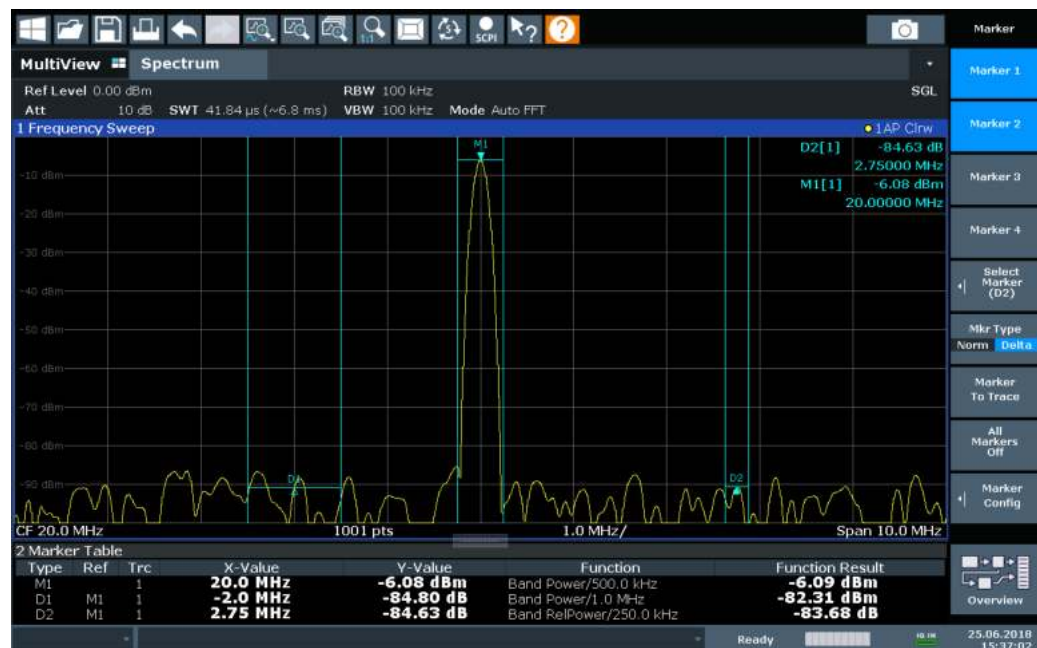 1:1
SCPI
Marker
MultiView Spectrum
Ref Level 0.00 dBm RBW 100 kHz SGL
Att 10 dB SWT 41.84 µs (~6.8 ms) VBW 100 kHz Mode Auto FFT
1 Frequency Sweep 1AP Clrw
M1
D2[1] -84.63 dB
2.75000 MHz
M1[1] -6.08 dBm
20.00000 MHz
-10 dBm
-20 dBm
-30 dBm
-40 dBm
-50 dBm
-60 dBm
-70 dBm
-80 dBm
-90 dBm
D1
D2
CF 20.0 MHz 1001 pts 1.0 MHz/ Span 10.0 MHz
2 Marker Table
Type Ref Trc X-Value Y-Value Function Function Result
M1 1 20.0 MHz -6.08 dBm Band Power/500.0 kHz -6.09 dBm
D1 M1 1 -2.0 MHz -84.80 dB Band Power/1.0 MHz -82.31 dBm
D2 M1 1 2.75 MHz -84.63 dB Band RelPower/250.0 kHz -83.68 dB
Ready
25.06.2018
15:37:02
Marker 1
Marker 2
Marker 3
Marker 4
Select
Marker
(D2)
Mkr Type
Norm Delta
Marker
To Trace
All
Markers
Off
Marker
Config
Overview